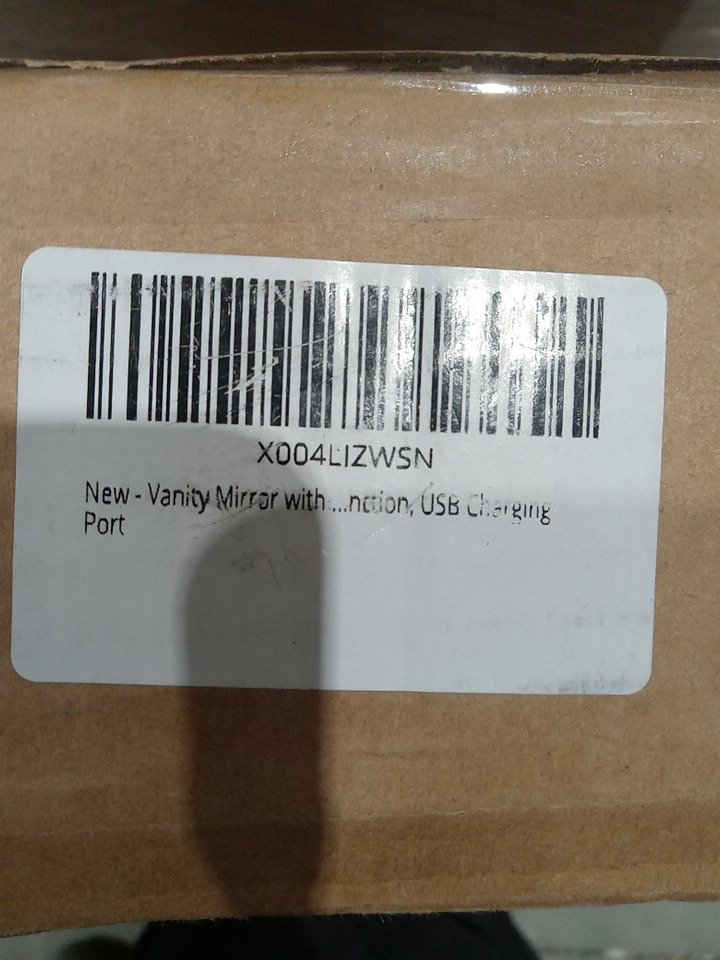 X004LIZWSN
New - Vanity Mirror with ...nction, USB Charging
Port